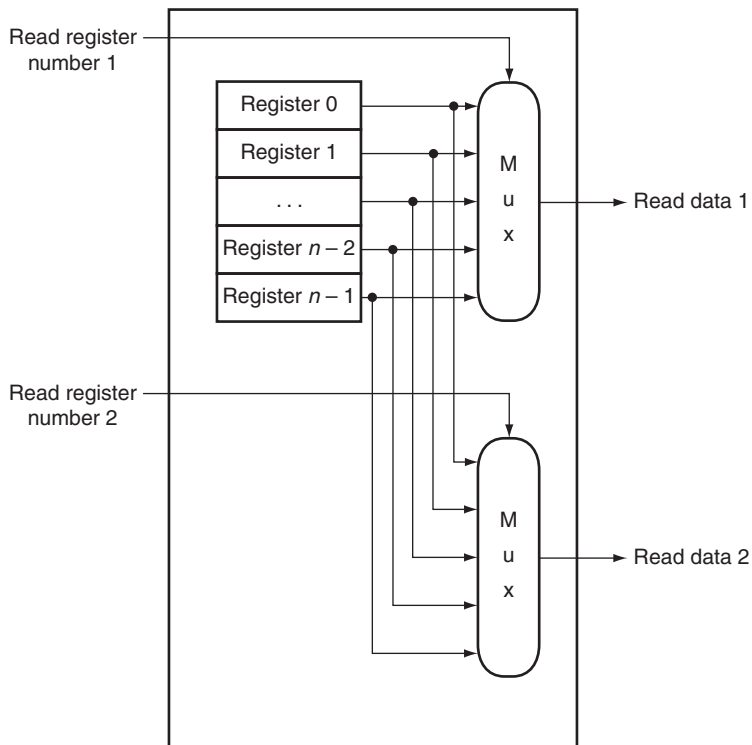 Read register
number 1
Register 0
Register 1
. . .
Register n – 2
Register n – 1
M
u
x
Read data 1
Read register
number 2
M
u
x
Read data 2